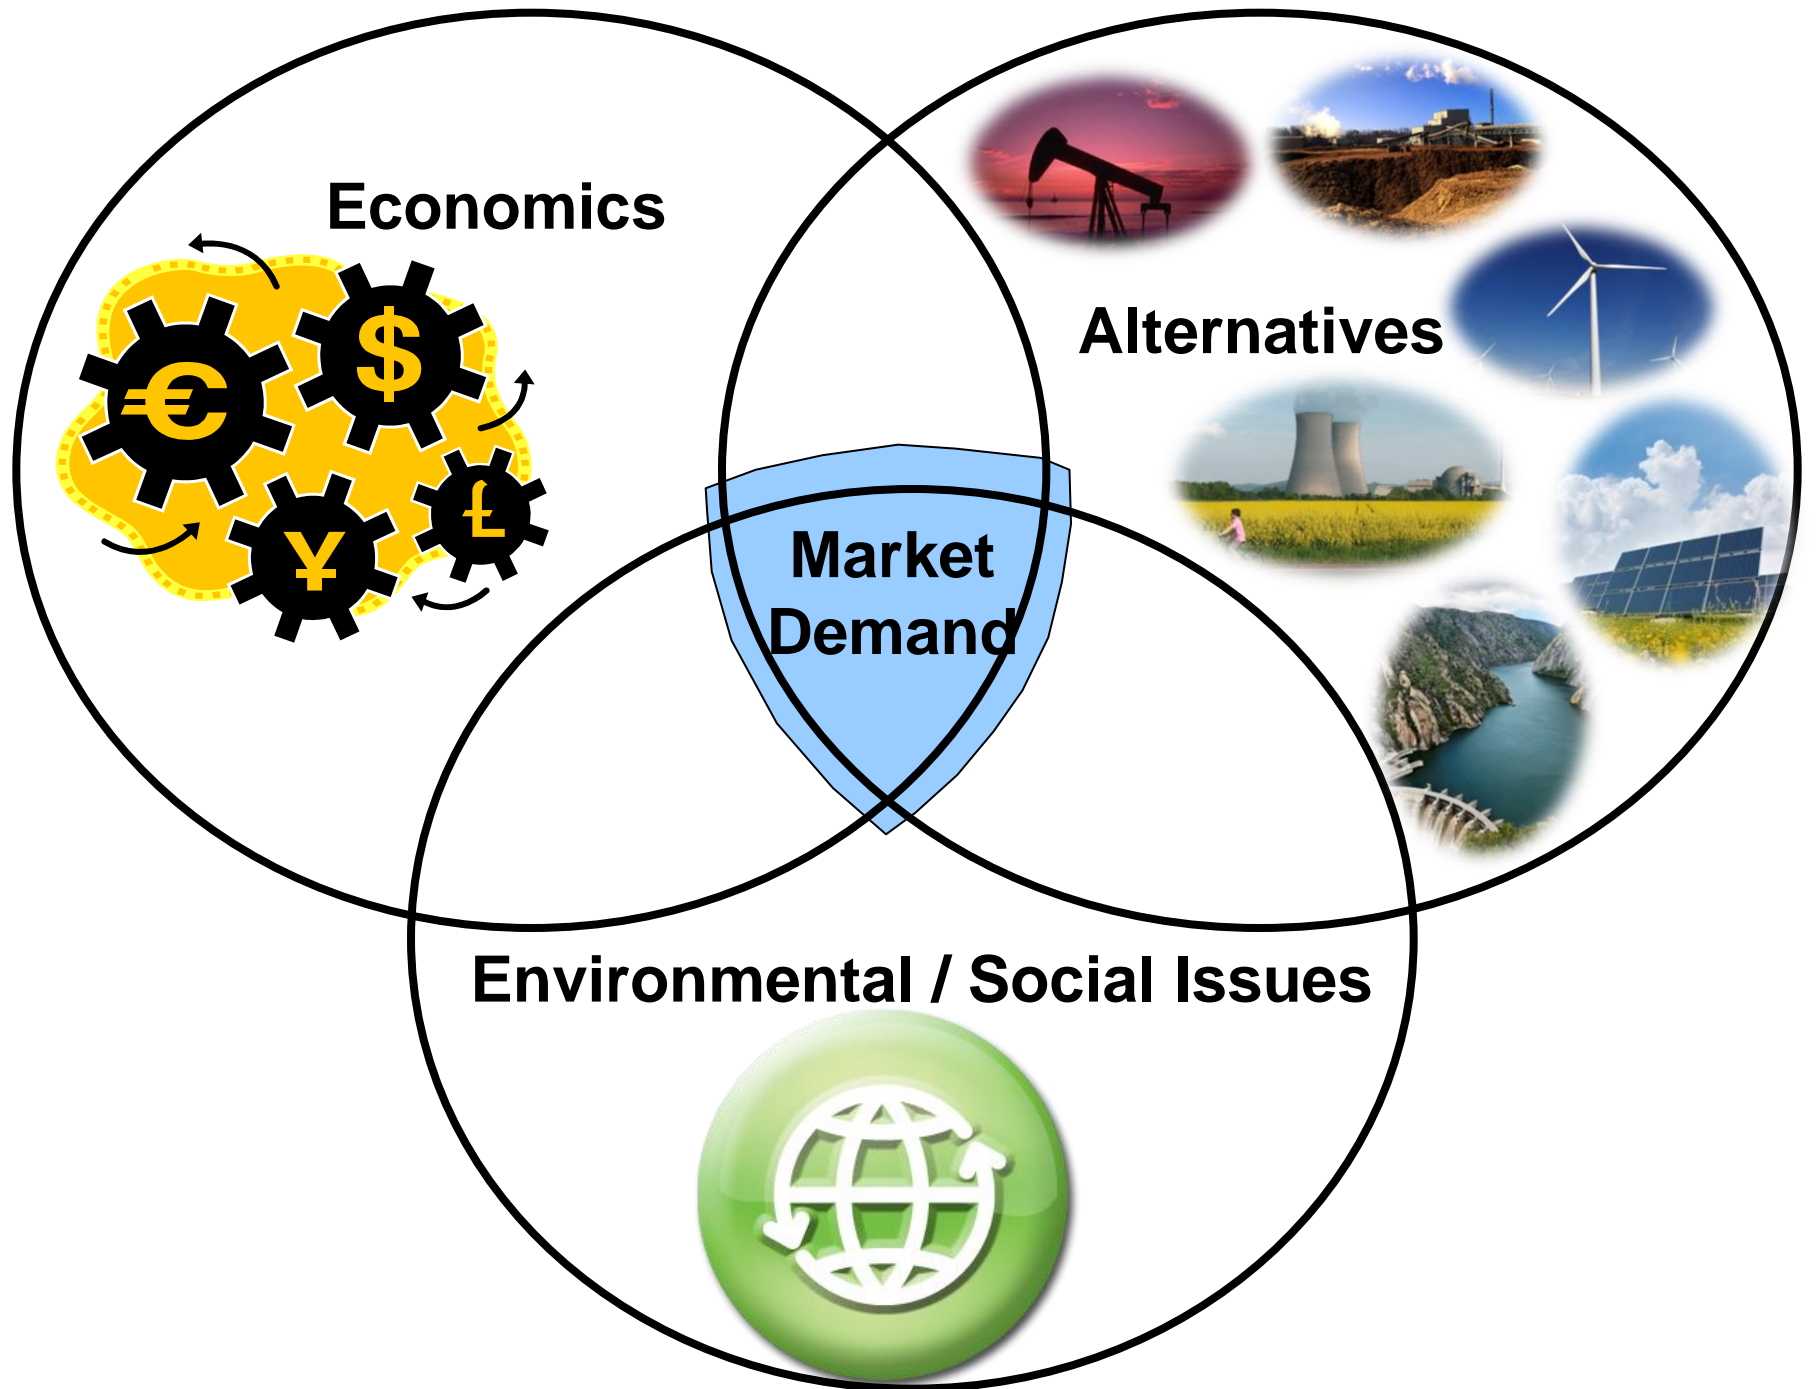 Economics
Alternatives
€
$
¥
£
Market
Demand
Environmental / Social Issues